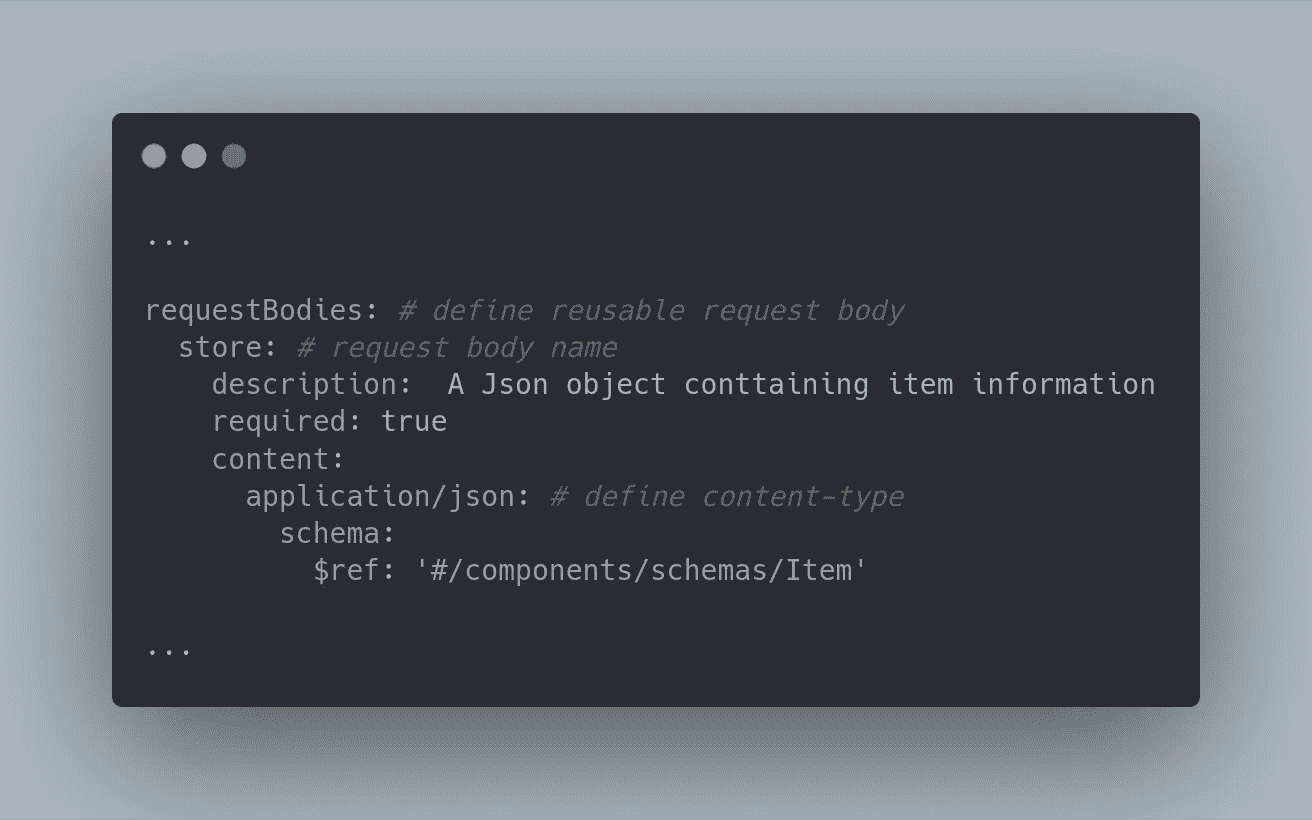 ...
requestBodies: # define reusable request body
  store: # request body name
    description:  A Json object conttaining item information
    required: true
    content:
      application/json: # define content-type
        schema:
          $ref: '#/components/schemas/Item'
...